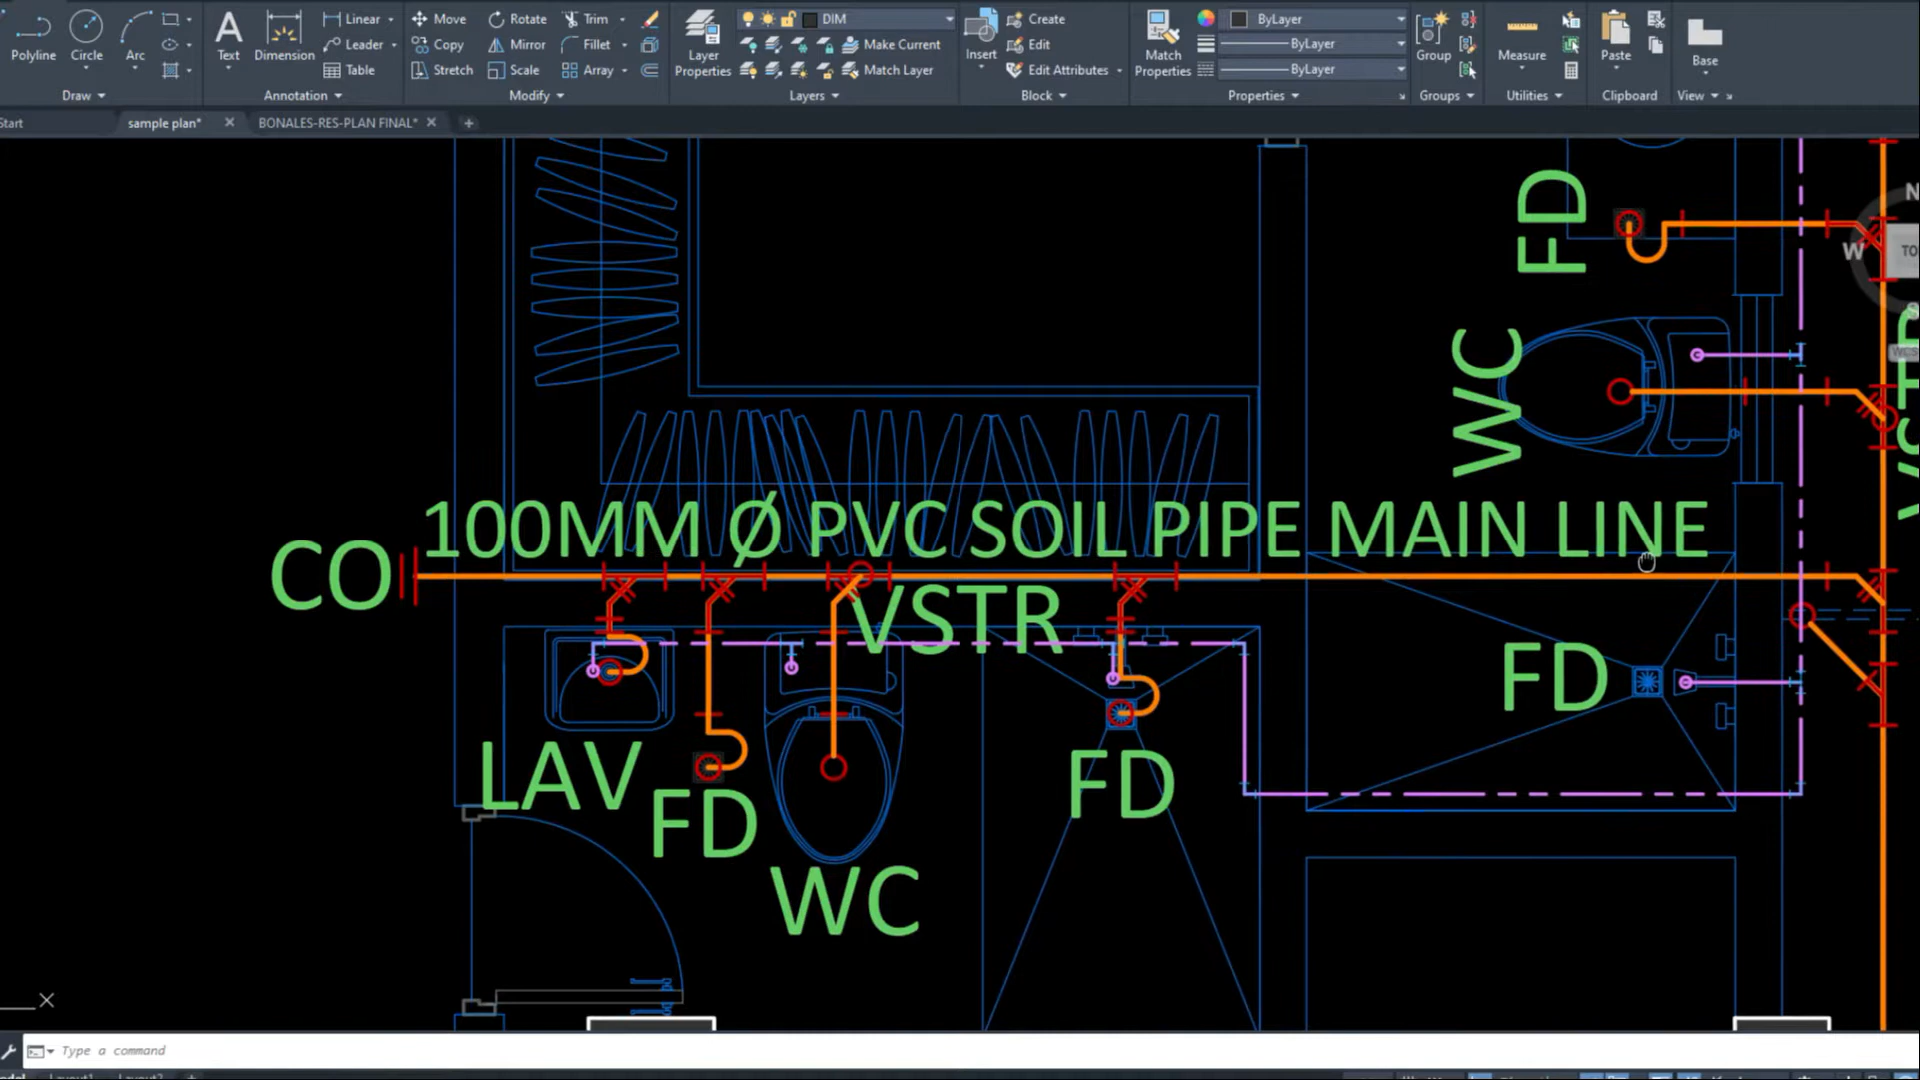 Polyline
Circle
Arc
Draw
Text
Dimension
Linear
Leader
Table
Annotation
Move
Copy
Stretch
Rotate
Mirror
Scale
Trim
Fillet
Array
Modify
Layer
Properties
DIM
Make Current
Match Layer
Layers
Insert
Create
Edit
Edit Attributes
Block
Match
Properties
ByLayer
ByLayer
ByLayer
Properties
Group
Groups
Measure
Utilities
Paste
Clipboard
Base
View
sample plan*
BONALES-RES-PLAN FINAL*
FD
N
W
WC
100MM Ø PVC SOIL PIPE MAIN LINE
CO
VSTR
FD
LAV
FD
FD
WC
Type a command